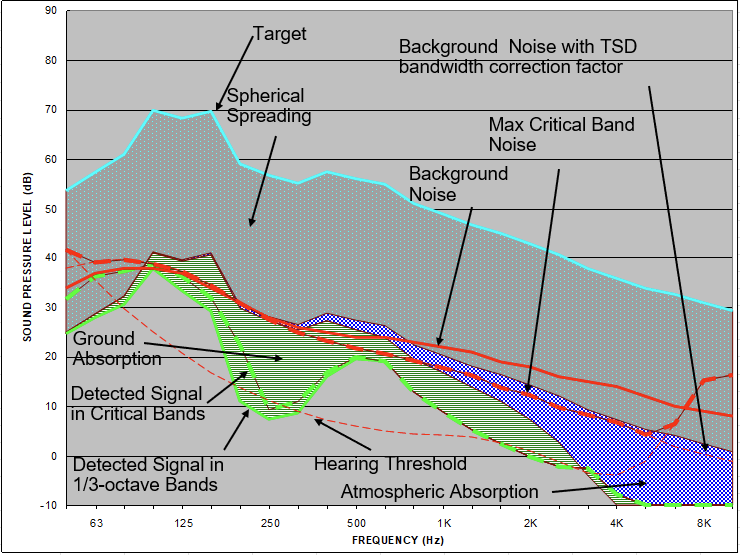 90
80
70
60
50
40
30
20
10
0
-10
SOUND PRESSURE LEVEL (dB)
Target
Background Noise with TSD
bandwidth correction factor
Spherical
Spreading
Max Critical Band
Noise
Background
Noise
Ground
Absorption
Detected Signal
in Critical Bands
Detected Signal in
1/3-octave Bands
Hearing Threshold
Atmospheric Absorption
63 125 250 500 1K 2K 4K 8K
FREQUENCY (Hz)